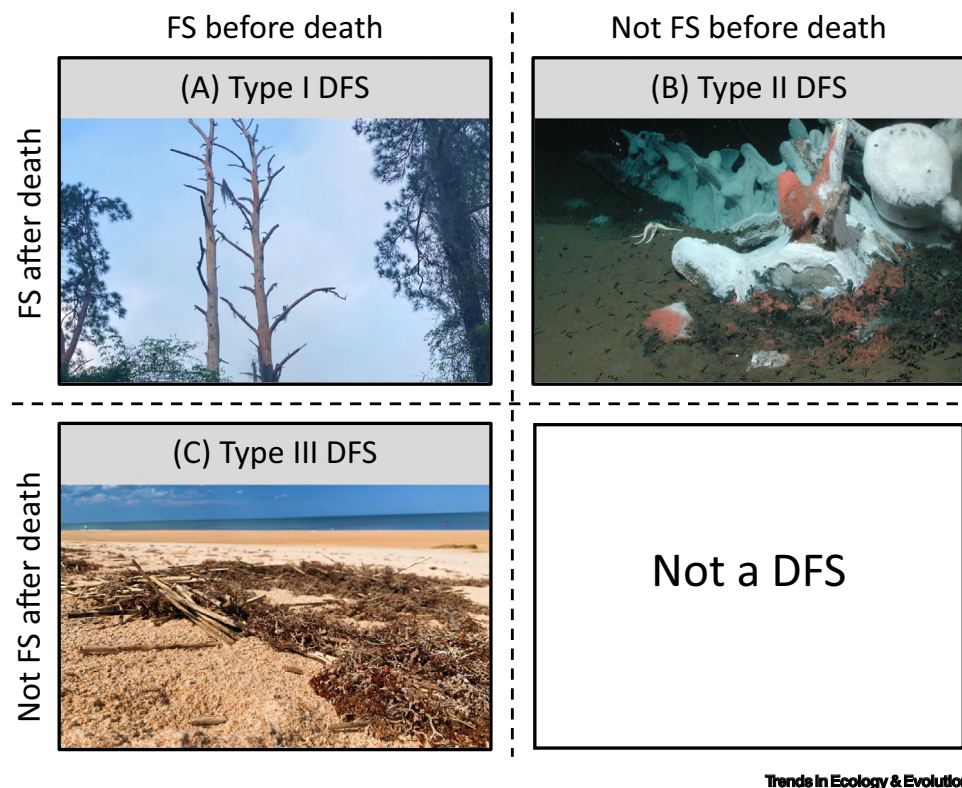 FS before death
Not FS before death
FS after death
(A) Type I DFS
(B) Type II DFS
Not FS after death
(C) Type III DFS
Not a DFS
Trends in Ecology & Evolution